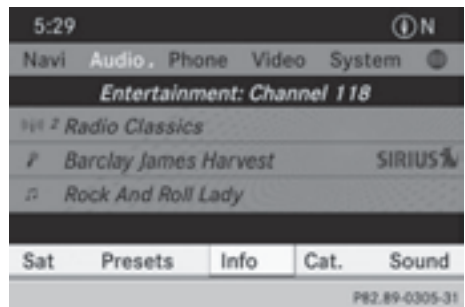 5:29 N
Navi Audio Phone Video System
Entertainment: Channel 118
2 Radio Classics
Barclay James Harvest SIRIUS
Rock And Roll Lady
Sat Presets Info Cat. Sound
P82.89-0305-31